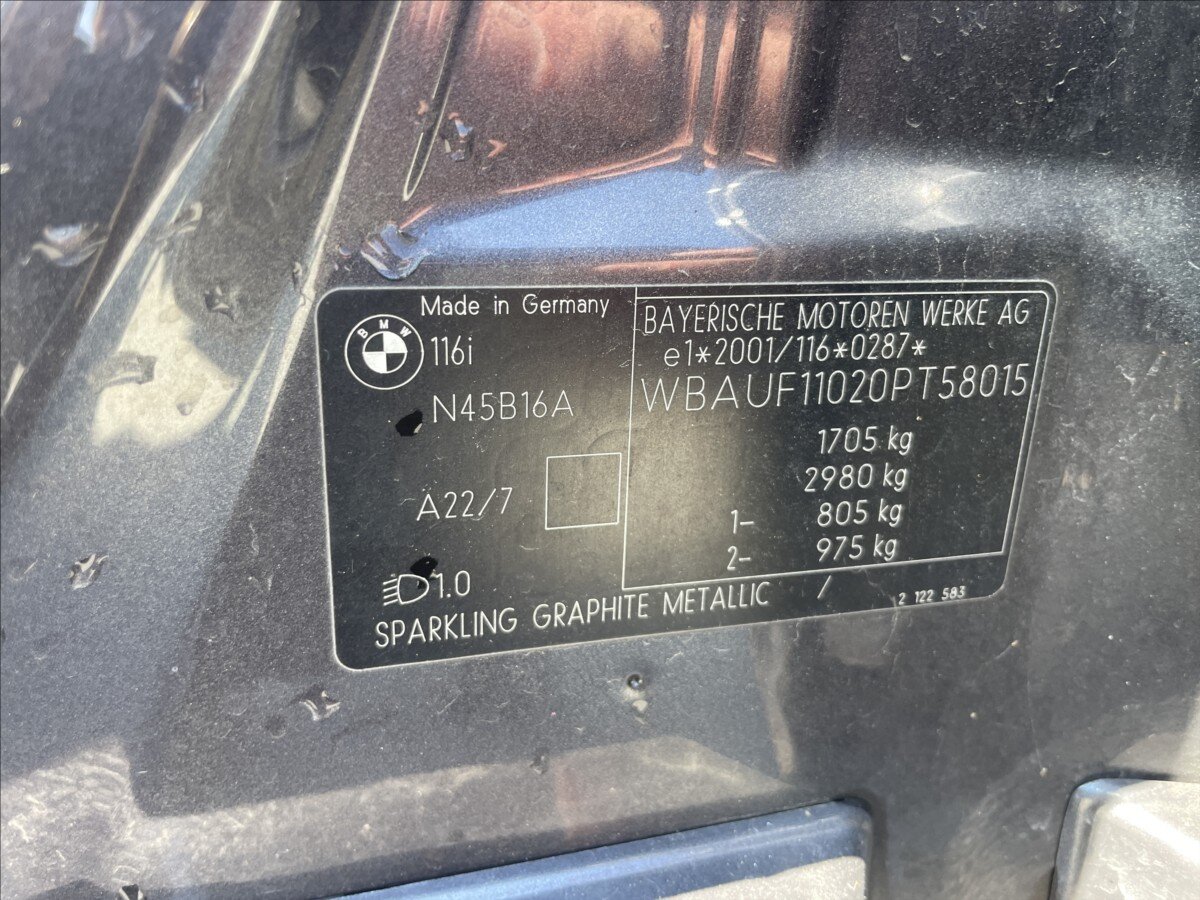 Made in Germany
BMW
116i
N45B16A
A22/7
1.0
BAYERISCHE MOTOREN WERKE AG
e1*2001/116*0287*
WBAUF11020PT58015
1705 kg
2980 kg
1- 805 kg
2- 975 kg
SPARKLING GRAPHITE METALLIC /
2 122 583